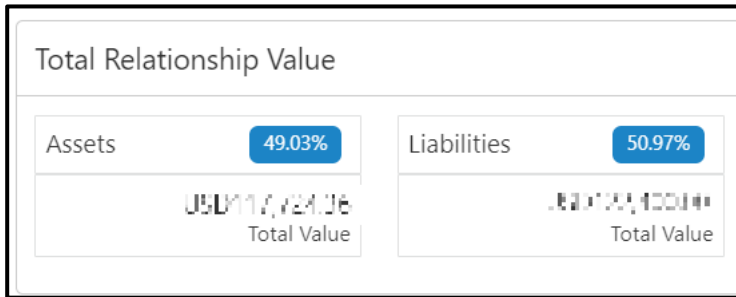 Total Relationship Value
Assets 49.03%
Liabilities 50.97%
Total Value
Total Value